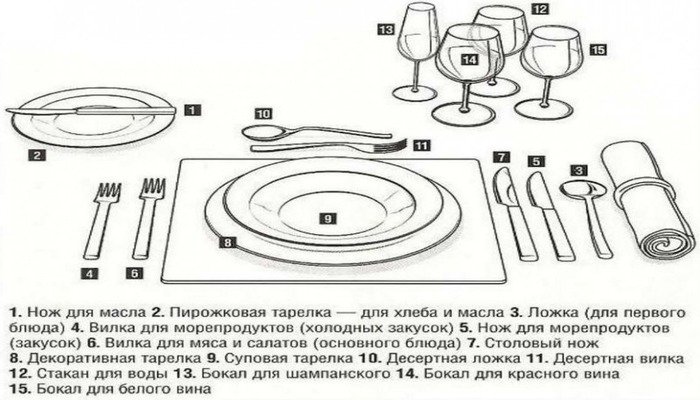 13
12
14
15
1
2
10
11
7
5
3
9
8
4
6
1. Нож для масла 2. Пирожковая тарелка — для хлеба и масла 3. Ложка (для первого
блюда) 4. Вилка для морепродуктов (холодных закусок) 5. Нож для морепродуктов
(закусок) 6. Вилка для мяса и салатов (основного блюда) 7. Столовый нож
8. Декоративная тарелка 9. Суповая тарелка 10. Десертная ложка 11. Десертная вилка
12. Стакан для воды 13. Бокал для шампанского 14. Бокал для красного вина
15. Бокал для белого вина